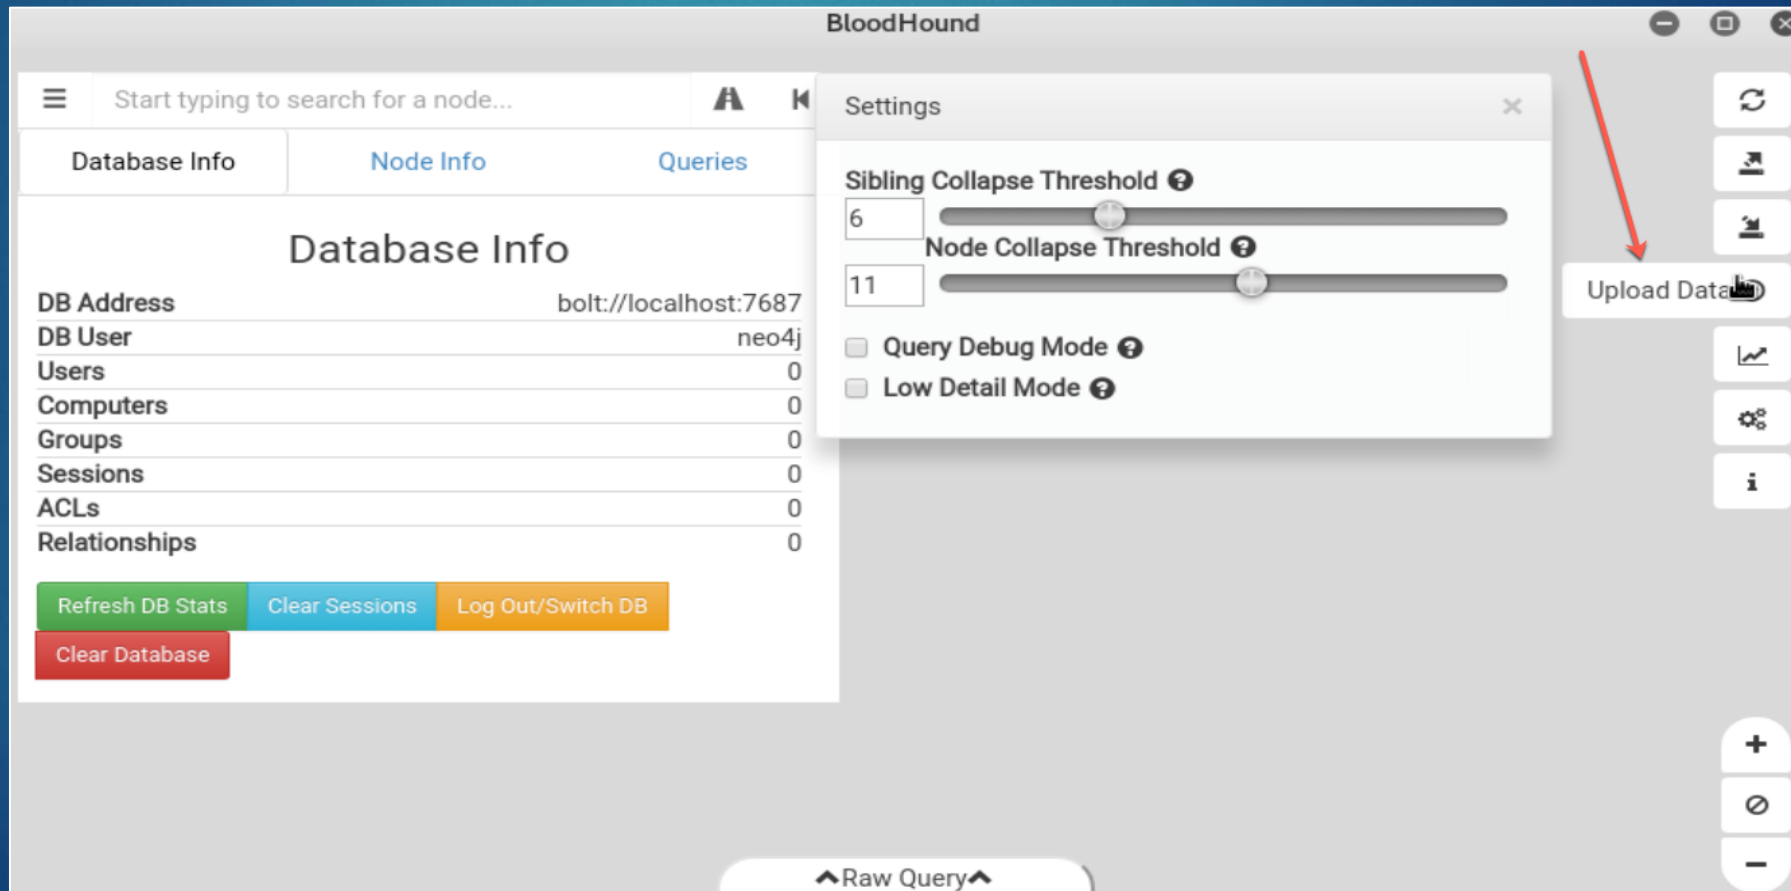 BloodHound
Start typing to search for a node...
Database Info Node Info Queries
Database Info
DB Address bolt://localhost:7687
DB User neo4j
Users 0
Computers 0
Groups 0
Sessions 0
ACLs 0
Relationships 0
Refresh DB Stats Clear Sessions Log Out/Switch DB
Clear Database
Settings
Sibling Collapse Threshold
6
Node Collapse Threshold
11
Query Debug Mode
Low Detail Mode
Upload Data
Raw Query